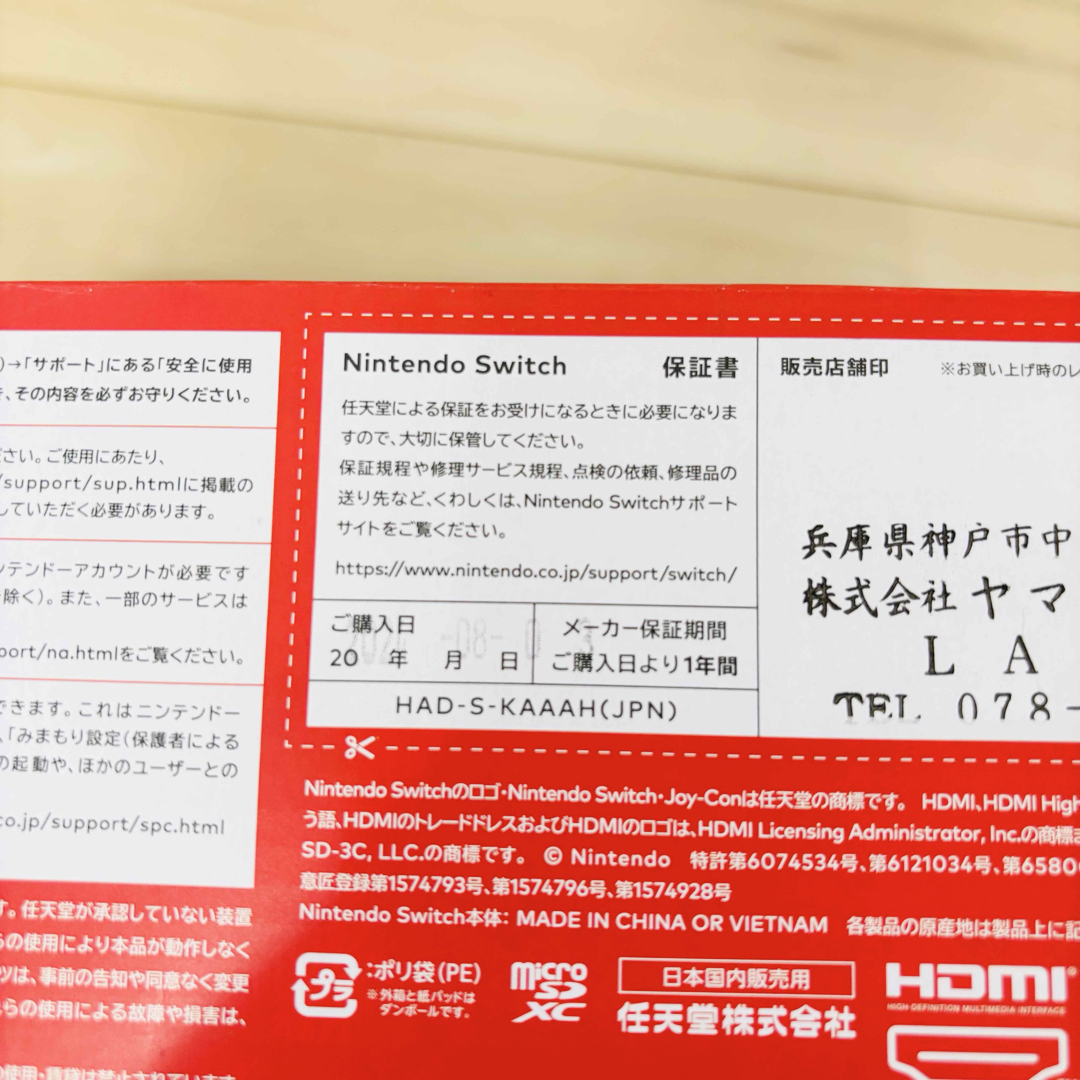 )→「サポート」にある「安全に使用
、その内容を必ずお守りください。
さい。ご使用にあたり、
/support/sup.htmlに掲載の
していただく必要があります。
ンテンドーアカウントが必要です
除く)。また、一部のサービスは
port/na.htmlをご覧ください。
できます。これはニンテンドー
、「みまもり設定(保護者による
の起動や、ほかのユーザーとの
co.jp/support/spc.html
す。任天堂が承認していない装置
らの使用により本品が動作しなく
ツは、事前の告知や同意なく変更
れらの使用による故障や損害は、
の使用・賃貸は禁止されています
Nintendo Switch 保証書
任天堂による保証をお受けになるときに必要になりま
すので、大切に保管してください。
保証規程や修理サービス規程、点検の依頼、修理品の
送り先など、くわしくは、Nintendo Switchサポート
サイトをご覧ください。
https://www.nintendo.co.jp/support/switch/
ご購入日
20 年 月 日
メーカー保証期間
ご購入日より1年間
HAD-S-KAAAH(JPN)
販売店舗印 ※お買い上げ時のレ
兵庫県神戸市中
株式会社ヤマ
L A
TEL 078-
Nintendo Switchのロゴ・Nintendo Switch・Joy-Conは任天堂の商標です。 HDMI、HDMI High
う語、HDMIのトレードドレスおよびHDMIのロゴは、HDMI Licensing Administrator, Inc.の商標ま
SD-3C, LLC.の商標です。 © Nintendo 特許第6074534号、第6121034号、第6580
意匠登録第1574793号、第1574796号、第1574928号
Nintendo Switch本体： MADE IN CHINA OR VIETNAM 各製品の原産地は製品上に記
プラ
:ポリ袋(PE)
※外箱と紙パッドは
ダンボールです。
micro
SD
XC
日本国内販売用
任天堂株式会社
HDMI
HIGH-DEFINITION MULTIMEDIA INTERFACE